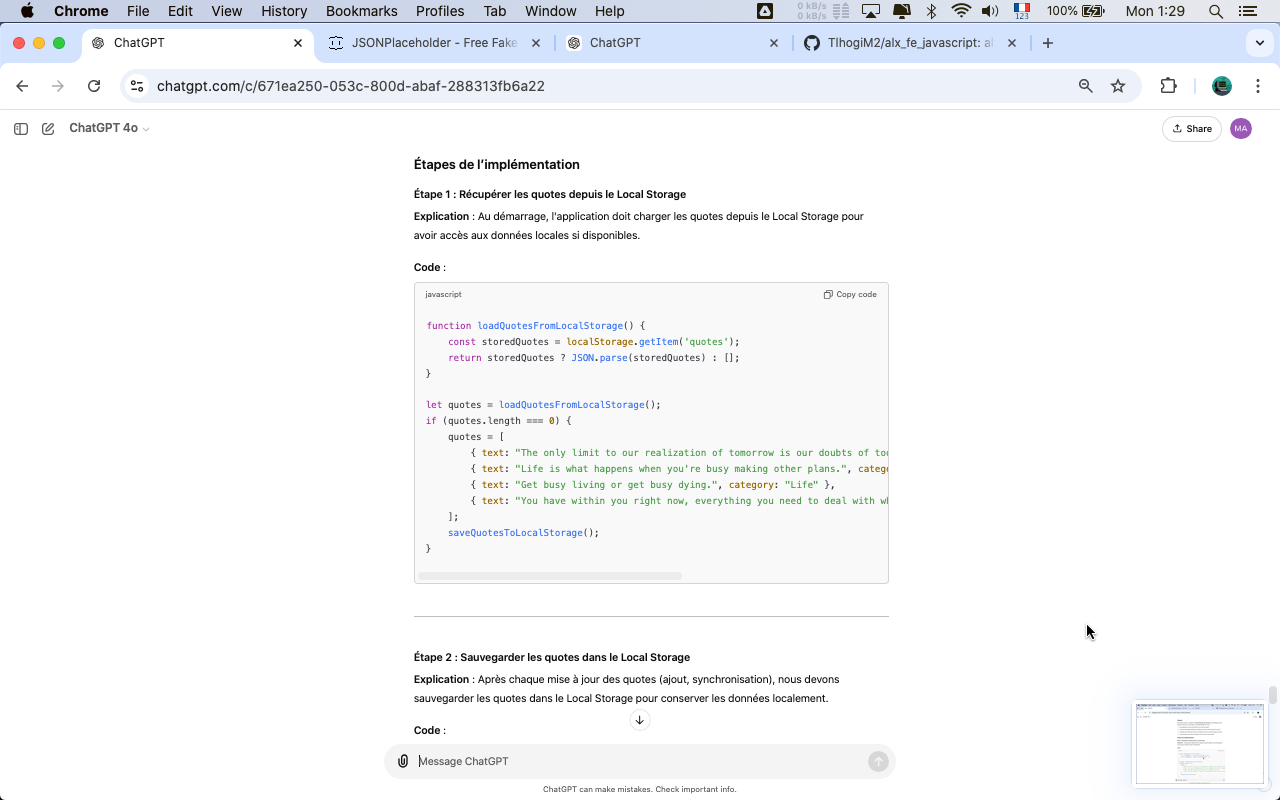 Chrome File Edit View History Bookmarks Profiles Tab Window Help 0 kB/s 0 kB/s 123 100% Mon 1:29
ChatGPT JSONPlaceholder - Free Fake ChatGPT TlhogiM2/alx_fe_javascript: al
chatgpt.com/c/671ea250-053c-800d-abaf-288313fb6a22
ChatGPT 4o Share MA
Étapes de l’implémentation
Étape 1 : Récupérer les quotes depuis le Local Storage
Explication : Au démarrage, l'application doit charger les quotes depuis le Local Storage pour
avoir accès aux données locales si disponibles.
Code :
javascript Copy code
function loadQuotesFromLocalStorage() {
    const storedQuotes = localStorage.getItem('quotes');
    return storedQuotes ? JSON.parse(storedQuotes) : [];
}
let quotes = loadQuotesFromLocalStorage();
if (quotes.length === 0) {
    quotes = [
        { text: "The only limit to our realization of tomorrow is our doubts of to
        { text: "Life is what happens when you're busy making other plans.", categ
        { text: "Get busy living or get busy dying.", category: "Life" },
        { text: "You have within you right now, everything you need to deal with w
    ];
    saveQuotesToLocalStorage();
}
Étape 2 : Sauvegarder les quotes dans le Local Storage
Explication : Après chaque mise à jour des quotes (ajout, synchronisation), nous devons
sauvegarder les quotes dans le Local Storage pour conserver les données localement.
Code :
Message ChatGPT
ChatGPT can make mistakes. Check important info.